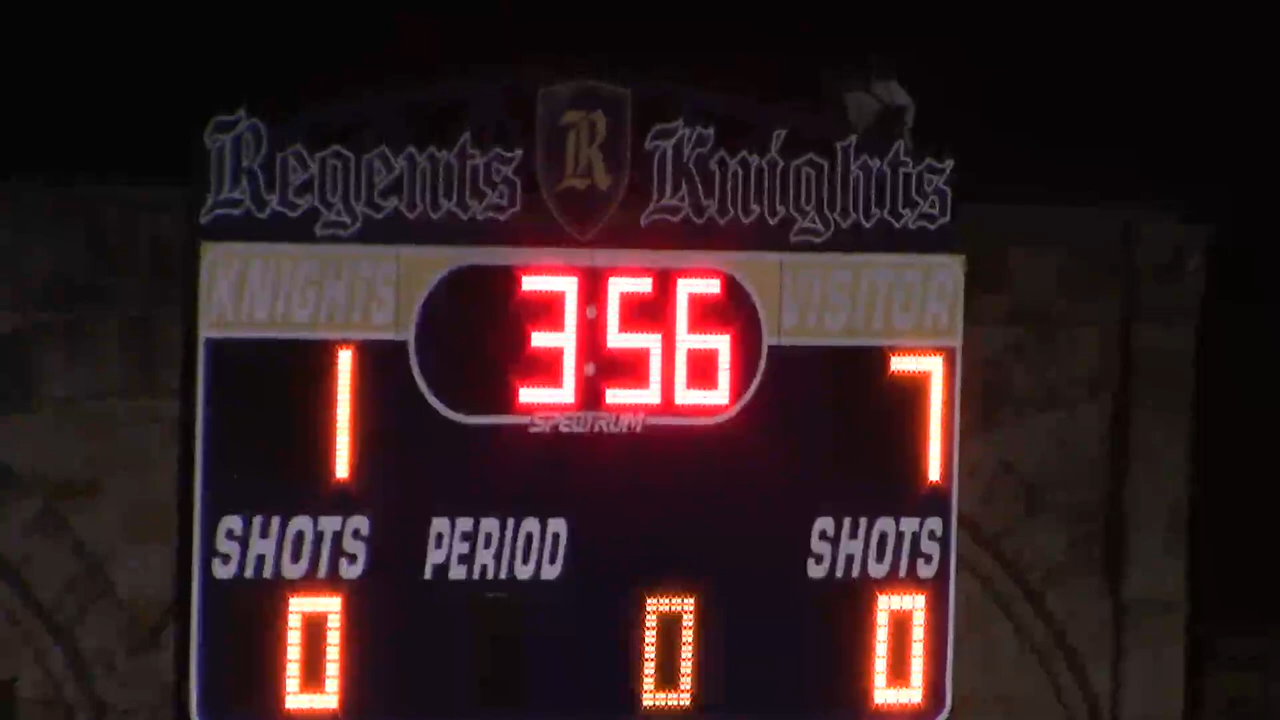 Regents R Knights
KNIGHTS 3:56 VISITOR
SPECTRUM
1 7
SHOTS PERIOD SHOTS
0 0 0